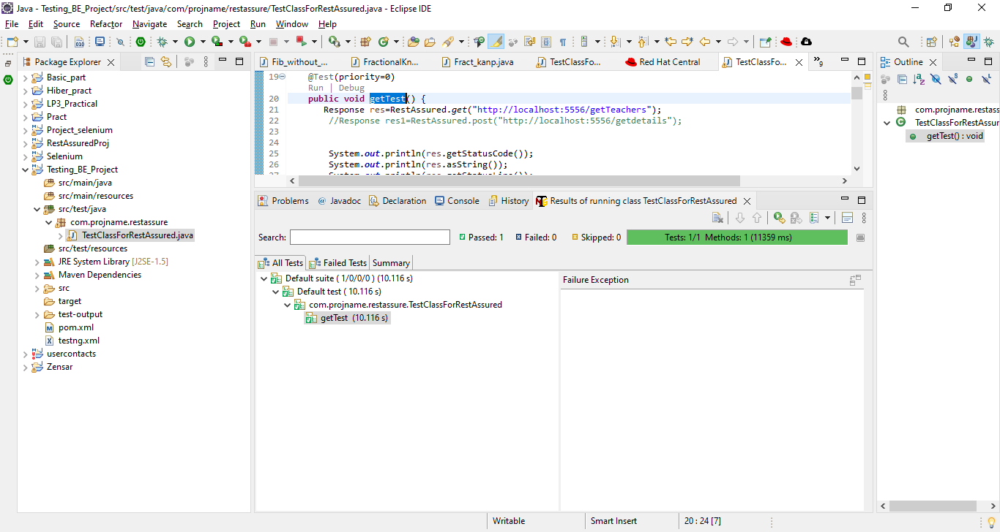 Java - Testing_BE_Project/src/test/java/com/projname/restassure/TestClassForRestAssured.java - Eclipse IDE
File Edit Source Refactor Navigate Search Project Run Window Help
Package Explorer
Basic_part
Hiber_pract
LP3_Practical
Pract
Project_selenium
RestAssuredProj
Selenium
Testing_BE_Project
src/main/java
src/main/resources
src/test/java
com.projname.restassure
TestClassForRestAssured.java
src/test/resources
JRE System Library [J2SE-1.5]
Maven Dependencies
src
target
test-output
pom.xml
testng.xml
usercontacts
Zensar
Fib_without_... FractionalKn... Fract_kanp.java TestClassFo... Red Hat Central TestClassFo... »9
19 @Test(priority=0)
Run | Debug
20 public void getTest() {
21 Response res=RestAssured.get("http://localhost:5556/getTeachers");
22 //Response res1=RestAssured.post("http://localhost:5556/getdetails");
23
24
25 System.out.println(res.getStatusCode());
26 System.out.println(res.asString());
27 System.out.println(res.getStatusLine());
Problems @ Javadoc Declaration Console History Results of running class TestClassForRestAssured
Search: Passed: 1 Failed: 0 Skipped: 0 Tests: 1/1 Methods: 1 (11359 ms)
All Tests Failed Tests Summary
Default suite ( 1/0/0/0 ) (10.116 s)
Default test ( 10.116 s)
com.projname.restassure.TestClassForRestAssured
getTest (10.116 s)
Failure Exception
Outline
com.projname.restass
TestClassForRestAssur
getTest() : void
Writable Smart Insert 20 : 24 [7]